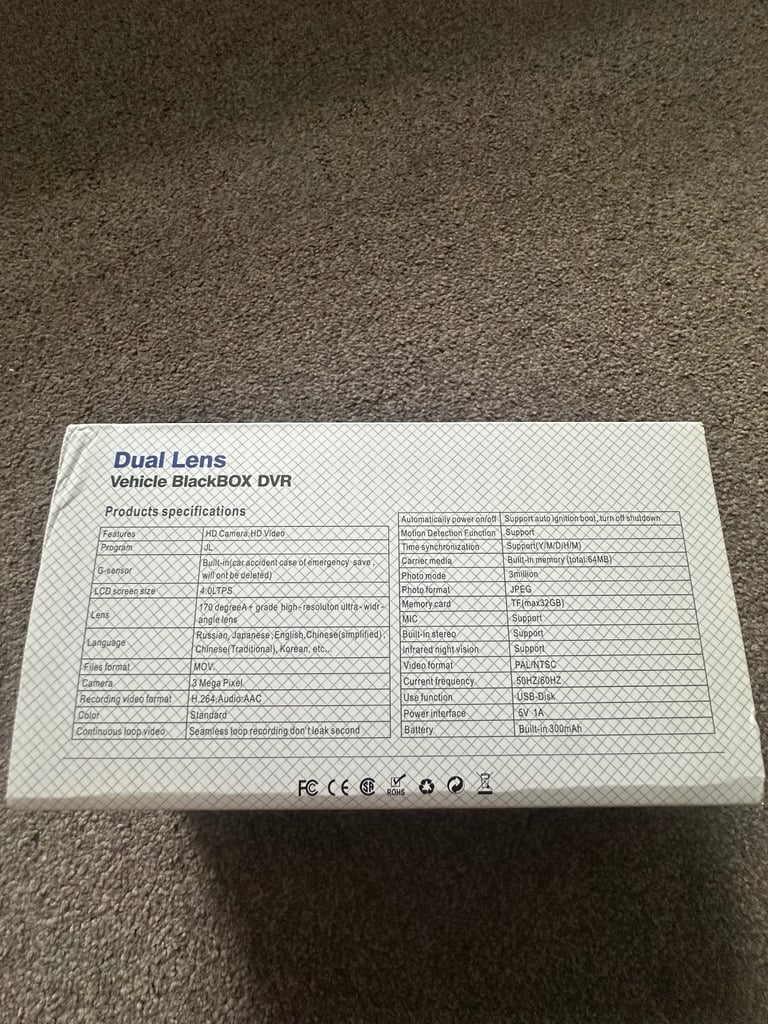 Dual Lens
Vehicle BlackBOX DVR
Products specifications
Features HD Camera,HD Video
Program JL
G-sensor Built-in(car accident case of emergency save,
will ont be deleted)
LCD screen size 4.0LTPS
Lens 170 degreeA+ grade high-resoluton ultra-widr-
angle lens
Language Russian, Japanese, English,Chinese(simplified),
Chinese(Traditional), Korean, etc...
Files format MOV.
Camera 3 Mega Pixel
Recording video format H.264,Audio:AAC
Color Standard
Continuous loop video Seamless loop recording don't leak second
Automatically power on/off Support auto ignition boot, turn off shutdown
Motion Detection Function Support
Time synchronization Support(Y/M/D/H/M)
Carrier media Built-in memory (total:64MB)
Photo mode 3million
Photo format JPEG
Memory card TF(max32GB)
MIC Support
Built-in stereo Support
Infrared night vision Support
Video format PAL/NTSC
Current frequency 50HZ/60HZ
Use function USB-Disk
Power interface 5V 1A
Battery Built-in 300mAh
FC CE SA ROHS